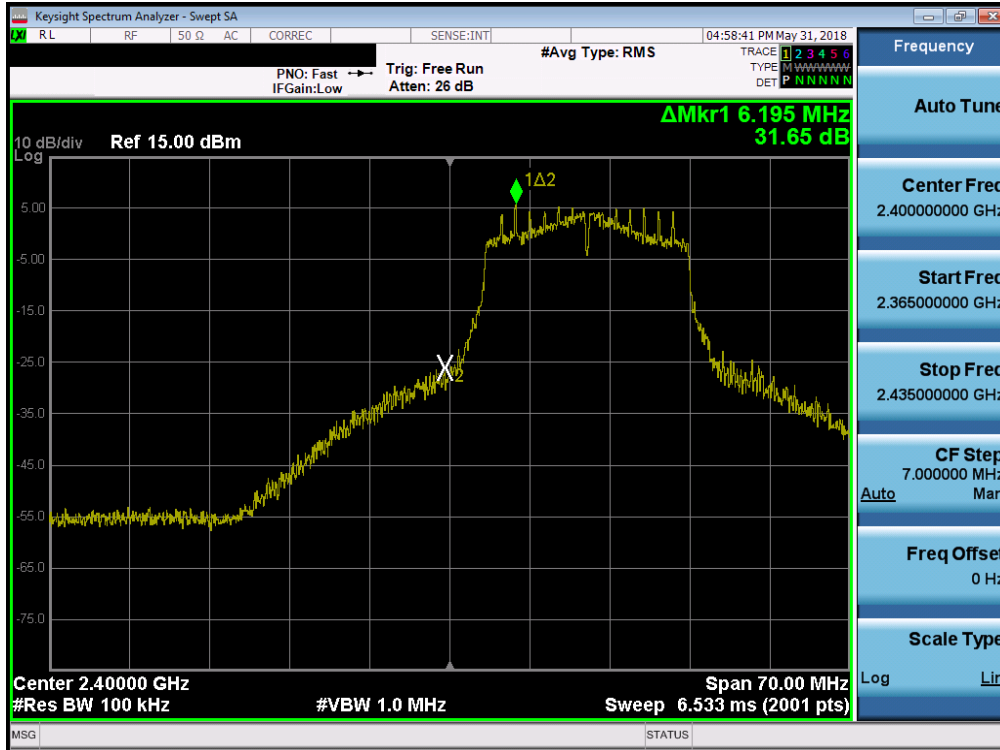 Keysight Spectrum Analyzer - Swept SA
LXI RL RF 50 Ω AC CORREC SENSE:INT 04:58:41 PM May 31, 2018
#Avg Type: RMS
TRACE 1 2 3 4 5 6
TYPE M WWWWW
DET P N N N N N
PNO: Fast
IFGain:Low
Trig: Free Run
Atten: 26 dB
ΔMkr1 6.195 MHz
31.65 dB
10 dB/div
Log
Ref 15.00 dBm
1Δ2
5.00
-5.00
-15.0
-25.0
X2
-35.0
-45.0
-55.0
-65.0
-75.0
Center 2.40000 GHz
Span 70.00 MHz
#Res BW 100 kHz
#VBW 1.0 MHz
Sweep 6.533 ms (2001 pts)
MSG
STATUS
Frequency
Auto Tune
Center Freq
2.400000000 GHz
Start Freq
2.365000000 GHz
Stop Freq
2.435000000 GHz
CF Step
7.000000 MHz
Auto Man
Freq Offset
0 Hz
Scale Type
Log Lin